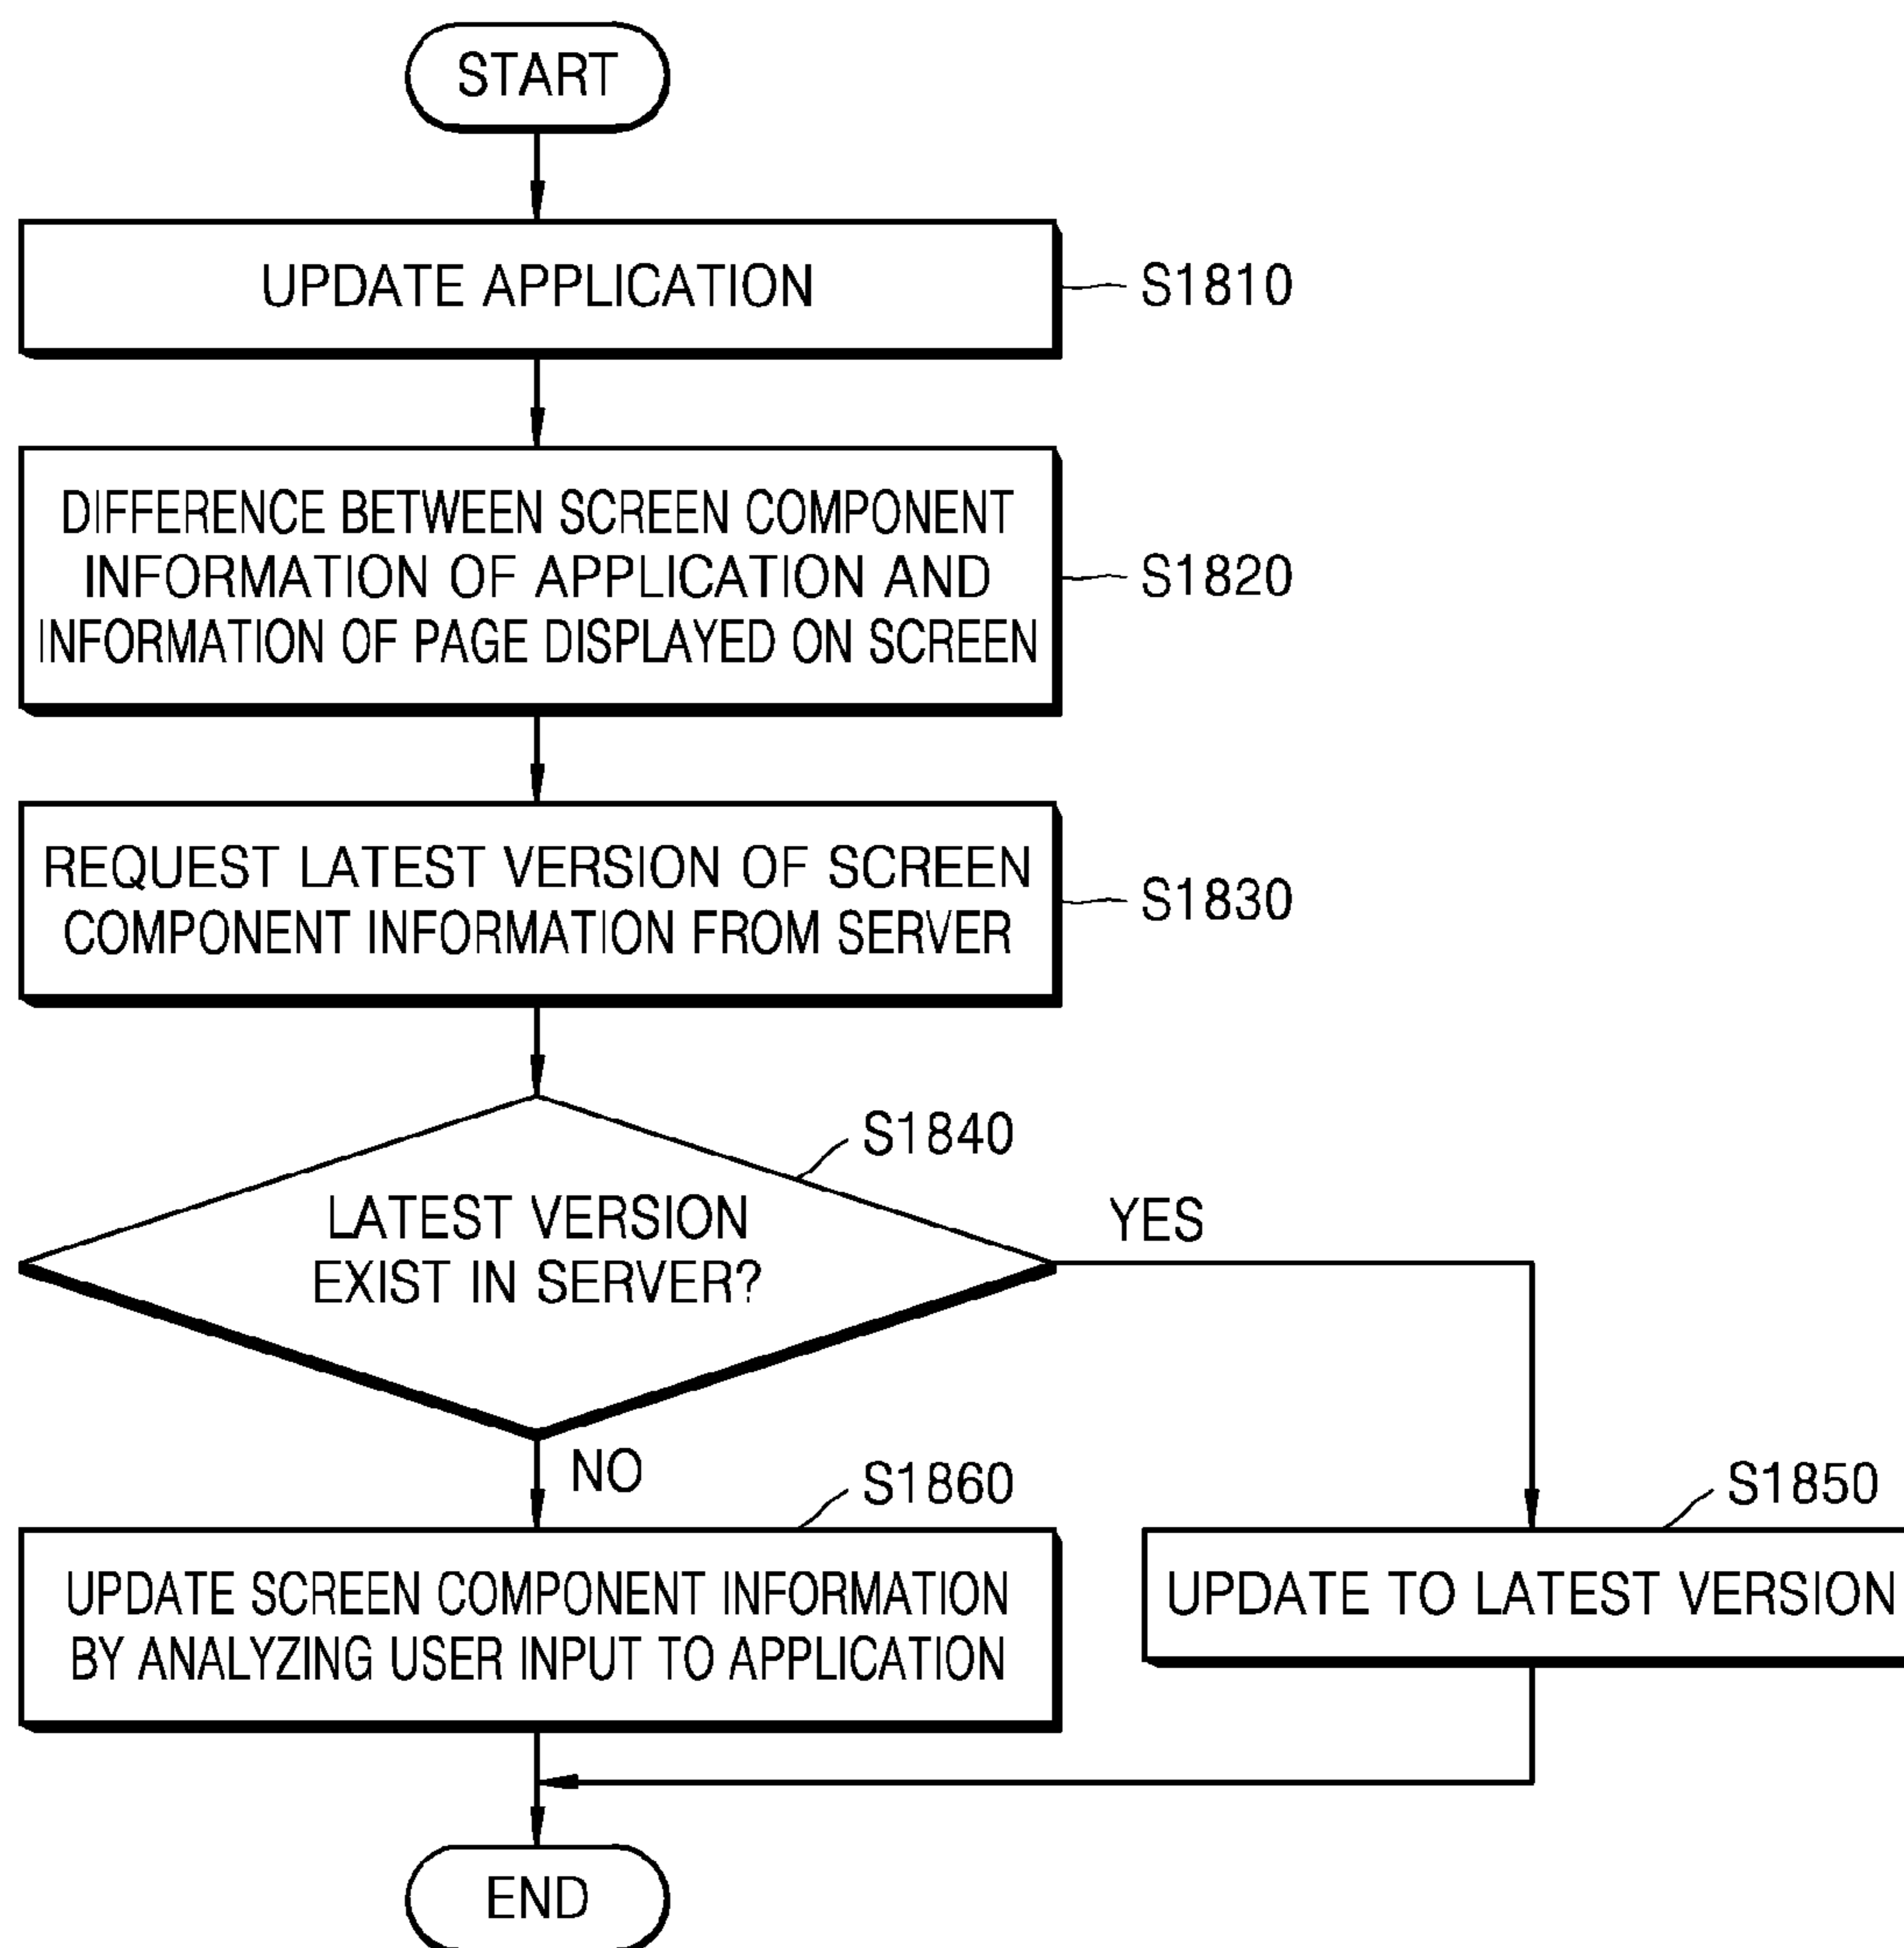 START
UPDATE APPLICATION
S1810
DIFFERENCE BETWEEN SCREEN COMPONENT
INFORMATION OF APPLICATION AND
INFORMATION OF PAGE DISPLAYED ON SCREEN
S1820
REQUEST LATEST VERSION OF SCREEN
COMPONENT INFORMATION FROM SERVER
S1830
S1840
LATEST VERSION
EXIST IN SERVER?
YES
NO
S1860
UPDATE SCREEN COMPONENT INFORMATION
BY ANALYZING USER INPUT TO APPLICATION
S1850
UPDATE TO LATEST VERSION
END